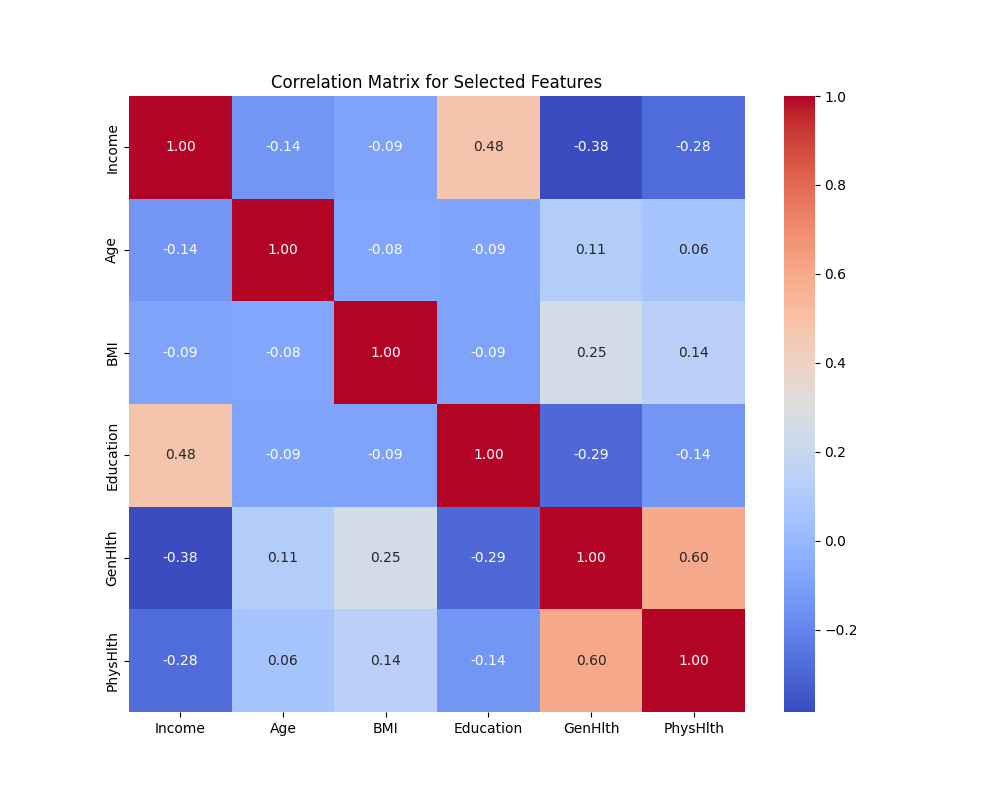 Correlation Matrix for Selected Features
Income 1.00 -0.14 -0.09 0.48 -0.38 -0.28
Age -0.14 1.00 -0.08 -0.09 0.11 0.06
BMI -0.09 -0.08 1.00 -0.09 0.25 0.14
Education 0.48 -0.09 -0.09 1.00 -0.29 -0.14
GenHlth -0.38 0.11 0.25 -0.29 1.00 0.60
PhysHlth -0.28 0.06 0.14 -0.14 0.60 1.00
Income Age BMI Education GenHlth PhysHlth
1.0
0.8
0.6
0.4
0.2
0.0
−0.2